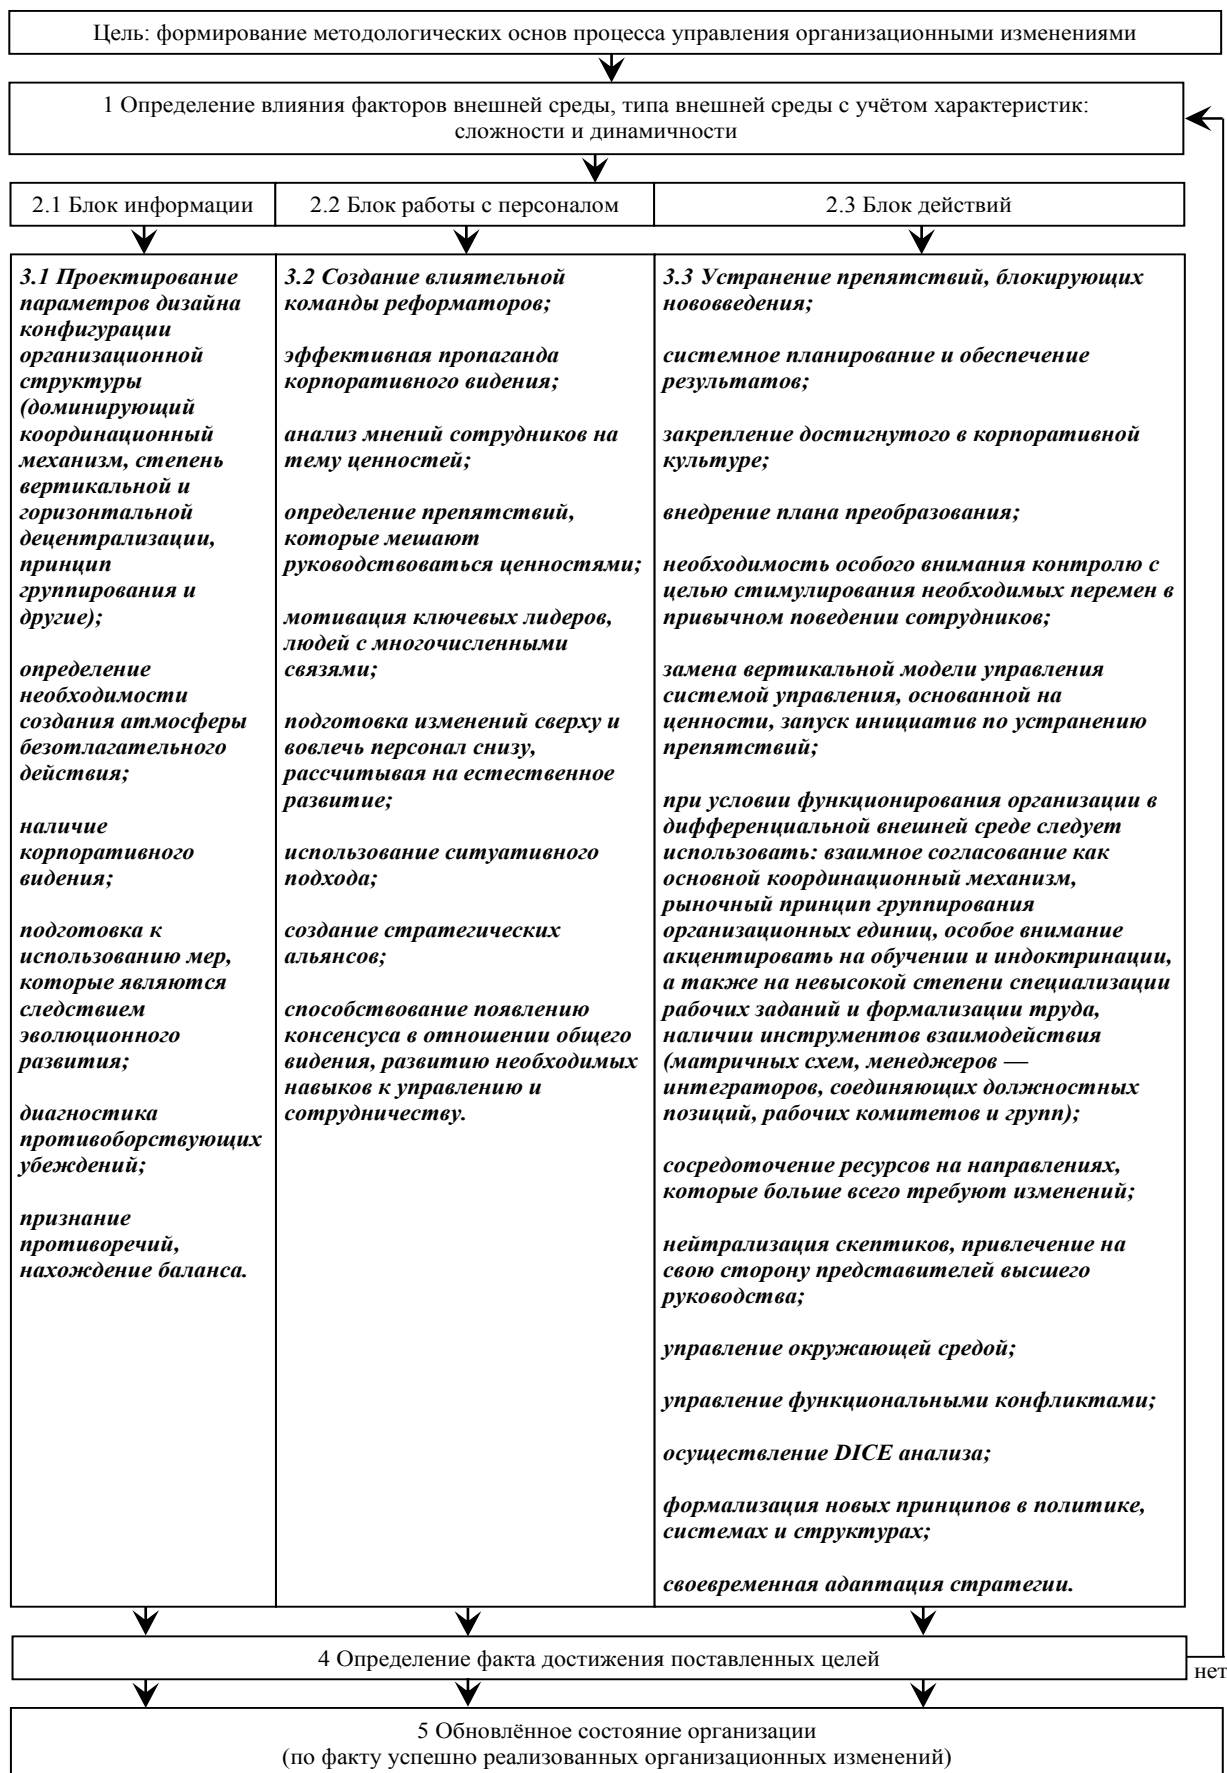 Цель: формирование методологических основ процесса управления организационными изменениями
1 Определение влияния факторов внешней среды, типа внешней среды с учётом характеристик:
сложности и динамичности
2.1 Блок информации
2.2 Блок работы с персоналом
2.3 Блок действий
3.1 Проектирование
параметров дизайна
конфигурации
организационной
структуры
(доминирующий
координационный
механизм, степень
вертикальной и
горизонтальной
децентрализации,
принцип
группирования и
другие);
определение
необходимости
создания атмосферы
безотлагательного
действия;
наличие
корпоративного
видения;
подготовка к
использованию мер,
которые являются
следствием
эволюционного
развития;
диагностика
противоборствующих
убеждений;
признание
противоречий,
нахождение баланса.
3.2 Создание влиятельной
команды реформаторов;
эффективная пропаганда
корпоративного видения;
анализ мнений сотрудников на
тему ценностей;
определение препятствий,
которые мешают
руководствоваться ценностями;
мотивация ключевых лидеров,
людей с многочисленными
связями;
подготовка изменений сверху и
вовлечь персонал снизу,
рассчитывая на естественное
развитие;
использование ситуативного
подхода;
создание стратегических
альянсов;
способствование появлению
консенсуса в отношении общего
видения, развитию необходимых
навыков к управлению и
сотрудничеству.
3.3 Устранение препятствий, блокирующих
нововведения;
системное планирование и обеспечение
результатов;
закрепление достигнутого в корпоративной
культуре;
внедрение плана преобразования;
необходимость особого внимания контролю с
целью стимулирования необходимых перемен в
привычном поведении сотрудников;
замена вертикальной модели управления
системой управления, основанной на
ценности, запуск инициатив по устранению
препятствий;
при условии функционирования организации в
дифференциальной внешней среде следует
использовать: взаимное согласование как
основной координационный механизм,
рыночный принцип группирования
организационных единиц, особое внимание
акцентировать на обучении и индоктринации,
а также на невысокой степени специализации
рабочих заданий и формализации труда,
наличии инструментов взаимодействия
(матричных схем, менеджеров —
интеграторов, соединяющих должностных
позиций, рабочих комитетов и групп);
сосредоточение ресурсов на направлениях,
которые больше всего требуют изменений;
нейтрализация скептиков, привлечение на
свою сторону представителей высшего
руководства;
управление окружающей средой;
управление функциональными конфликтами;
осуществление DICE анализа;
формализация новых принципов в политике,
системах и структурах;
своевременная адаптация стратегии.
4 Определение факта достижения поставленных целей
нет
5 Обновлённое состояние организации
(по факту успешно реализованных организационных изменений)